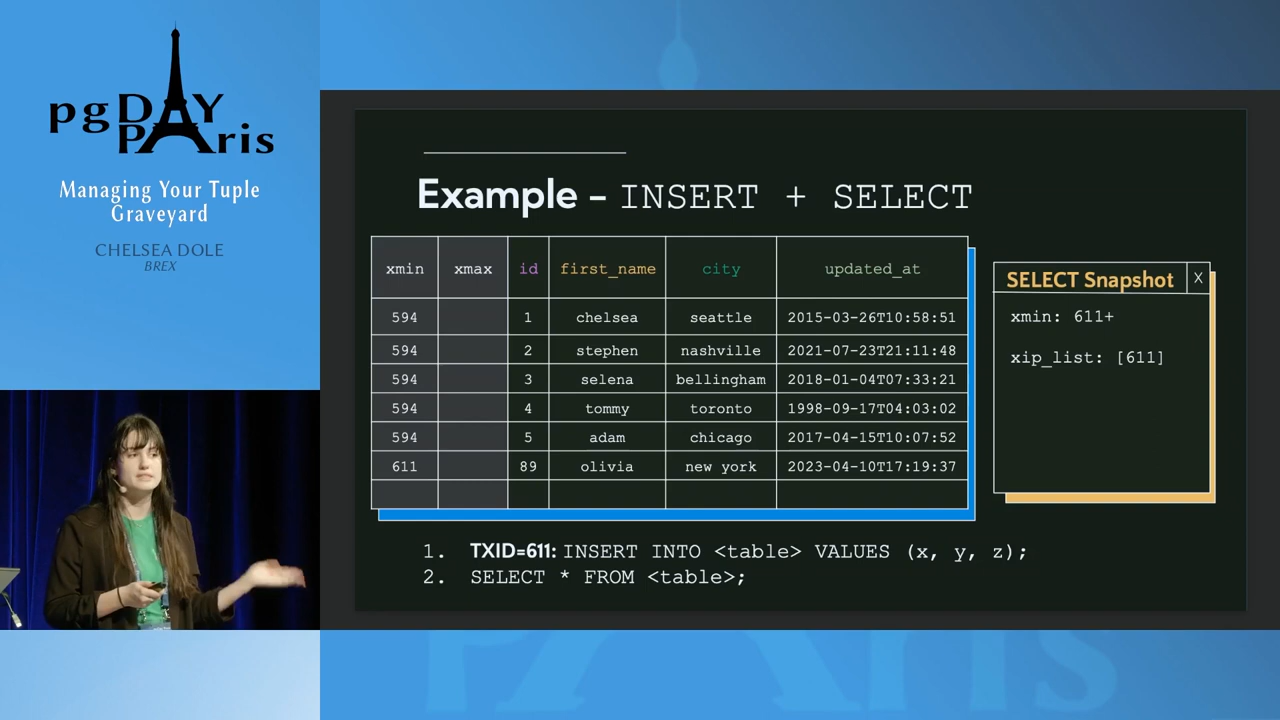 pgDAY
PAris
Managing Your Tuple
Graveyard
CHELSEA DOLE
BREX
Example – INSERT + SELECT
xmin xmax id first_name city updated_at
594 1 chelsea seattle 2015-03-26T10:58:51
594 2 stephen nashville 2021-07-23T21:11:48
594 3 selena bellingham 2018-01-04T07:33:21
594 4 tommy toronto 1998-09-17T04:03:02
594 5 adam chicago 2017-04-15T10:07:52
611 89 olivia new york 2023-04-10T17:19:37
SELECT Snapshot X
xmin: 611+
xip_list: [611]
1. TXID=611: INSERT INTO <table> VALUES (x, y, z);
2. SELECT * FROM <table>;